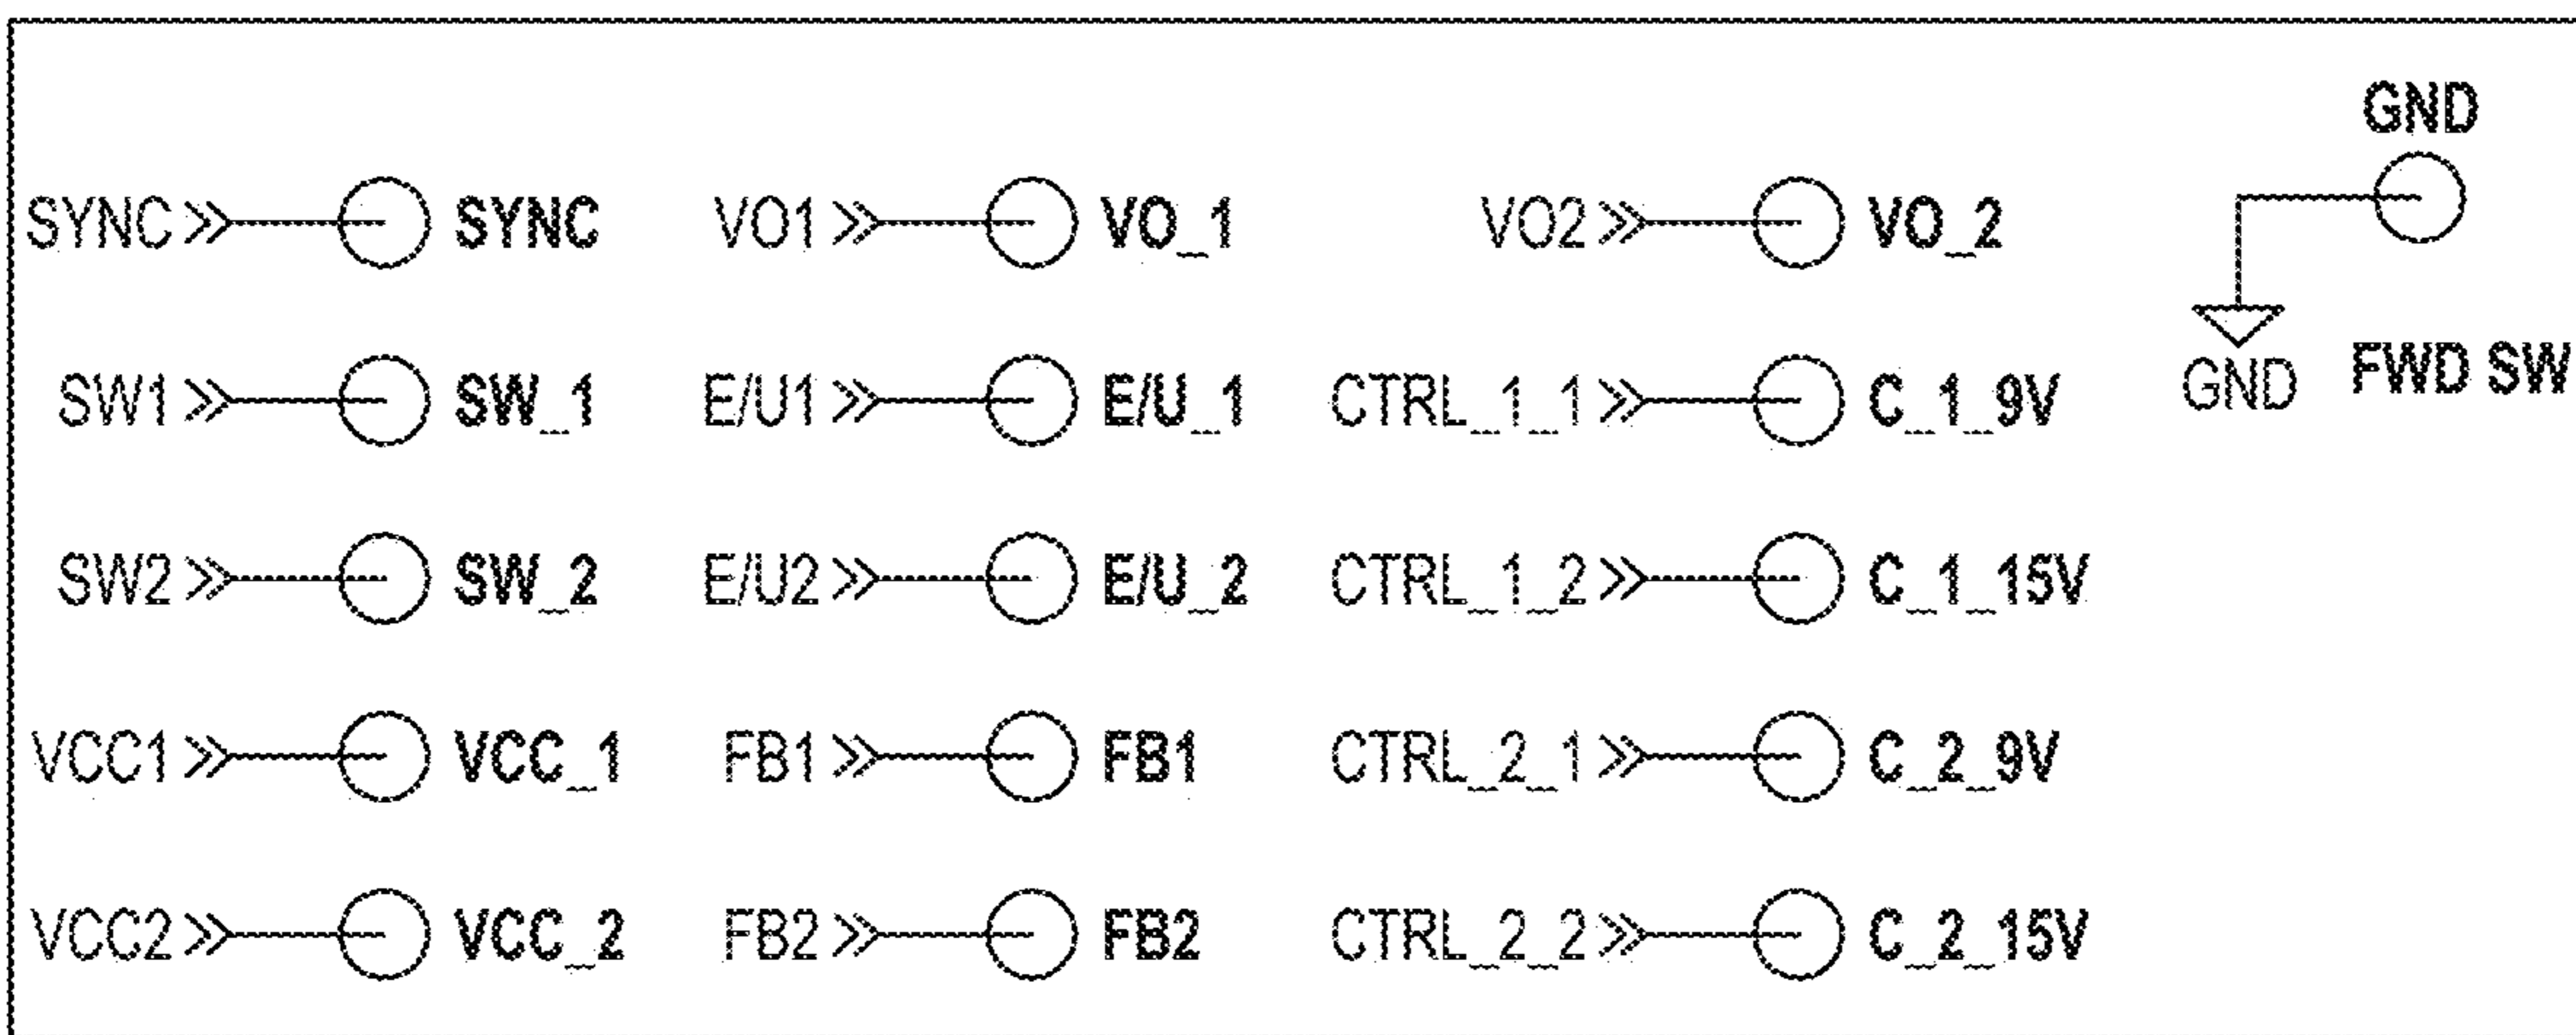 GND
SYNC SYNC VO1 VO_1 VO2 VO_2
SW1 SW_1 E/U1 E/U_1 CTRL_1_1 C_1_9V GND FWD SW
SW2 SW_2 E/U2 E/U_2 CTRL_1_2 C_1_15V
VCC1 VCC_1 FB1 FB1 CTRL_2_1 C_2_9V
VCC2 VCC_2 FB2 FB2 CTRL_2_2 C_2_15V